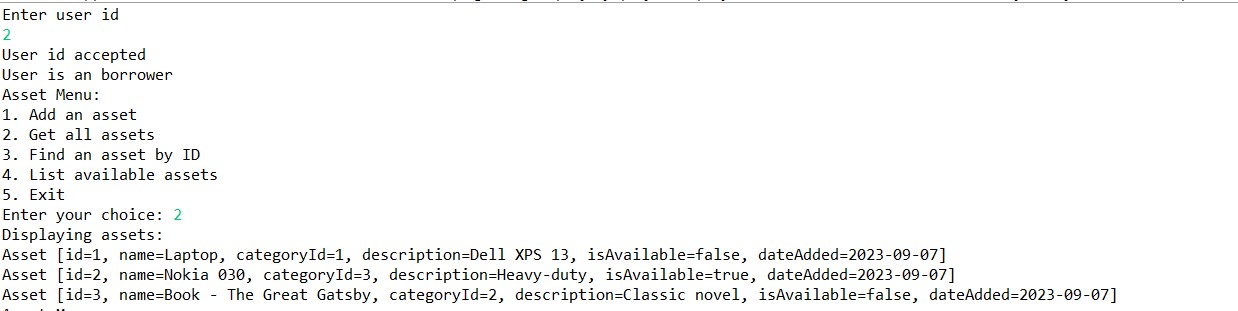 Enter user id
2
User id accepted
User is an borrower
Asset Menu:
1. Add an asset
2. Get all assets
3. Find an asset by ID
4. List available assets
5. Exit
Enter your choice: 2
Displaying assets:
Asset [id=1, name=Laptop, categoryId=1, description=Dell XPS 13, isAvailable=false, dateAdded=2023-09-07]
Asset [id=2, name=Nokia 030, categoryId=3, description=Heavy-duty, isAvailable=true, dateAdded=2023-09-07]
Asset [id=3, name=Book - The Great Gatsby, categoryId=2, description=Classic novel, isAvailable=false, dateAdded=2023-09-07]